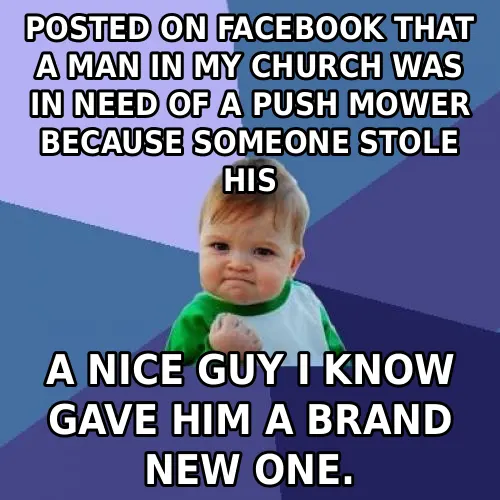 POSTED ON FACEBOOK THAT
A MAN IN MY CHURCH WAS
IN NEED OF A PUSH MOWER
BECAUSE SOMEONE STOLE
HIS
A NICE GUY I KNOW
GAVE HIM A BRAND
NEW ONE.